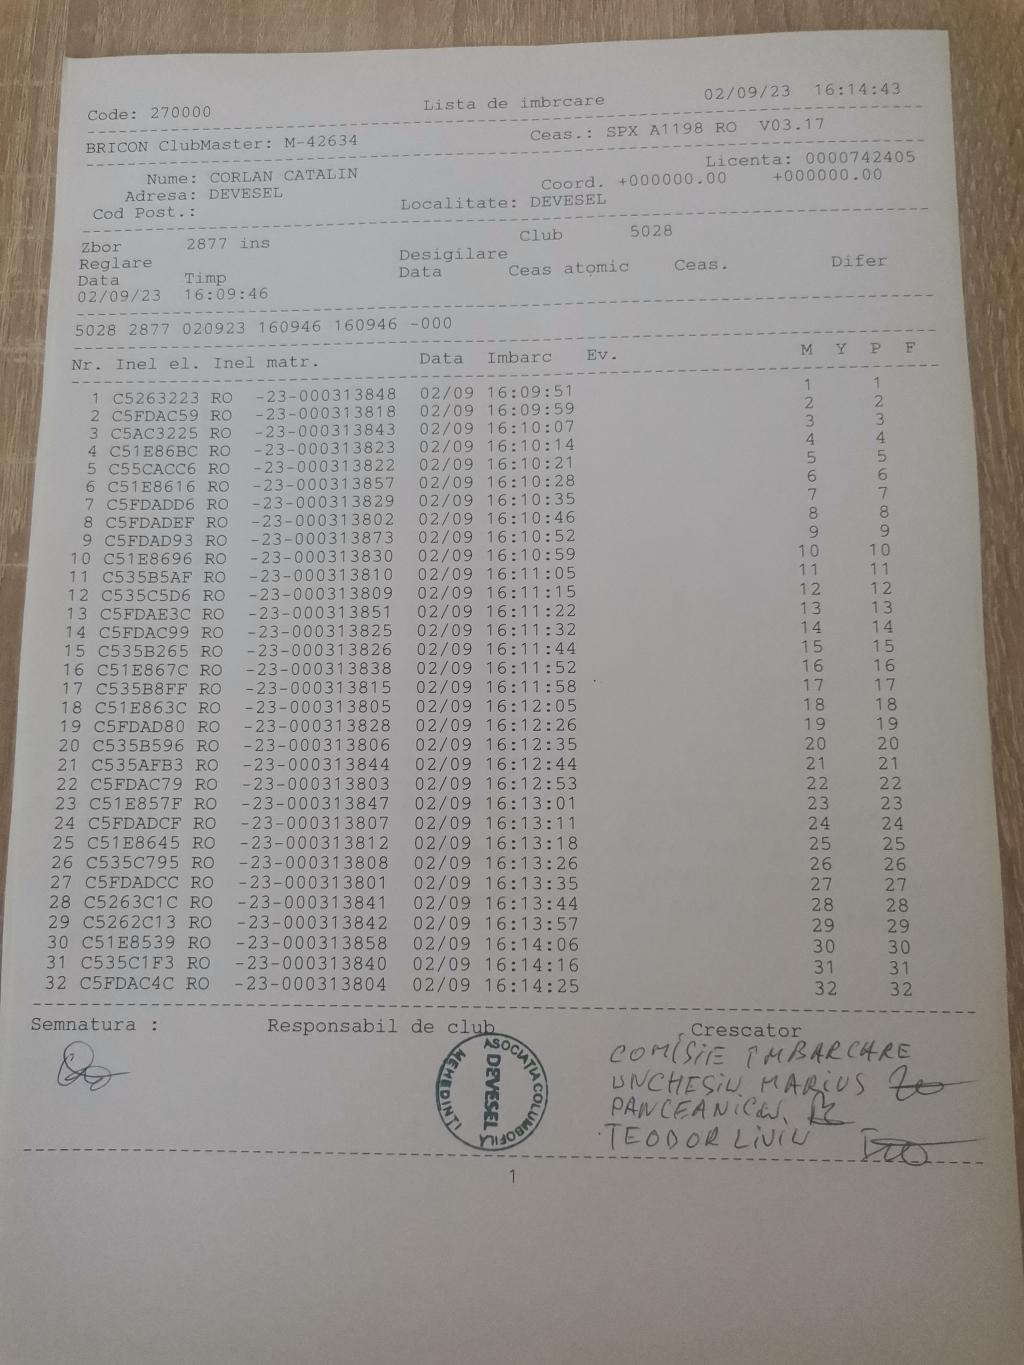 Code: 270000 Lista de imbrcare 02/09/23 16:14:43
BRICON ClubMaster: M-42634 Ceas.: SPX A1198 RO V03.17
Licenta: 0000742405
Nume: CORLAN CATALIN Coord. +000000.00 +000000.00
Adresa: DEVESEL Localitate: DEVESEL
Cod Post.:
Zbor 2877 ins Club 5028
Reglare Desigilare
Data Timp Data Ceas atomic Ceas. Difer
02/09/23 16:09:46
5028 2877 020923 160946 160946 -000
Nr. Inel el. Inel matr. Data Imbarc Ev. M Y P F
1 C5263223 RO -23-000313848 02/09 16:09:51 1 1
2 C5FDAC59 RO -23-000313818 02/09 16:09:59 2 2
3 C5AC3225 RO -23-000313843 02/09 16:10:07 3 3
4 C51E86BC RO -23-000313823 02/09 16:10:14 4 4
5 C55CACC6 RO -23-000313822 02/09 16:10:21 5 5
6 C51E8616 RO -23-000313857 02/09 16:10:28 6 6
7 C5FDADD6 RO -23-000313829 02/09 16:10:35 7 7
8 C5FDADEF RO -23-000313802 02/09 16:10:46 8 8
9 C5FDAD93 RO -23-000313873 02/09 16:10:52 9 9
10 C51E8696 RO -23-000313830 02/09 16:10:59 10 10
11 C535B5AF RO -23-000313810 02/09 16:11:05 11 11
12 C535C5D6 RO -23-000313809 02/09 16:11:15 12 12
13 C5FDAE3C RO -23-000313851 02/09 16:11:22 13 13
14 C5FDAC99 RO -23-000313825 02/09 16:11:32 14 14
15 C535B265 RO -23-000313826 02/09 16:11:44 15 15
16 C51E867C RO -23-000313838 02/09 16:11:52 16 16
17 C535B8FF RO -23-000313815 02/09 16:11:58 17 17
18 C51E863C RO -23-000313805 02/09 16:12:05 18 18
19 C5FDAD80 RO -23-000313828 02/09 16:12:26 19 19
20 C535B596 RO -23-000313806 02/09 16:12:35 20 20
21 C535AFB3 RO -23-000313844 02/09 16:12:44 21 21
22 C5FDAC79 RO -23-000313803 02/09 16:12:53 22 22
23 C51E857F RO -23-000313847 02/09 16:13:01 23 23
24 C5FDADCF RO -23-000313807 02/09 16:13:11 24 24
25 C51E8645 RO -23-000313812 02/09 16:13:18 25 25
26 C535C795 RO -23-000313808 02/09 16:13:26 26 26
27 C5FDADCC RO -23-000313801 02/09 16:13:35 27 27
28 C5263C1C RO -23-000313841 02/09 16:13:44 28 28
29 C5262C13 RO -23-000313842 02/09 16:13:57 29 29
30 C51E8539 RO -23-000313858 02/09 16:14:06 30 30
31 C535C1F3 RO -23-000313840 02/09 16:14:16 31 31
32 C5FDAC4C RO -23-000313804 02/09 16:14:25 32 32
Semnatura : Responsabil de club Crescator
ASOCIATIA COLUMBOFILA
DEVESEL
MEHEDINTI
COMISIE IMBARCARE
UNCHESIU MARIUS
TEODOR LIVIU
1